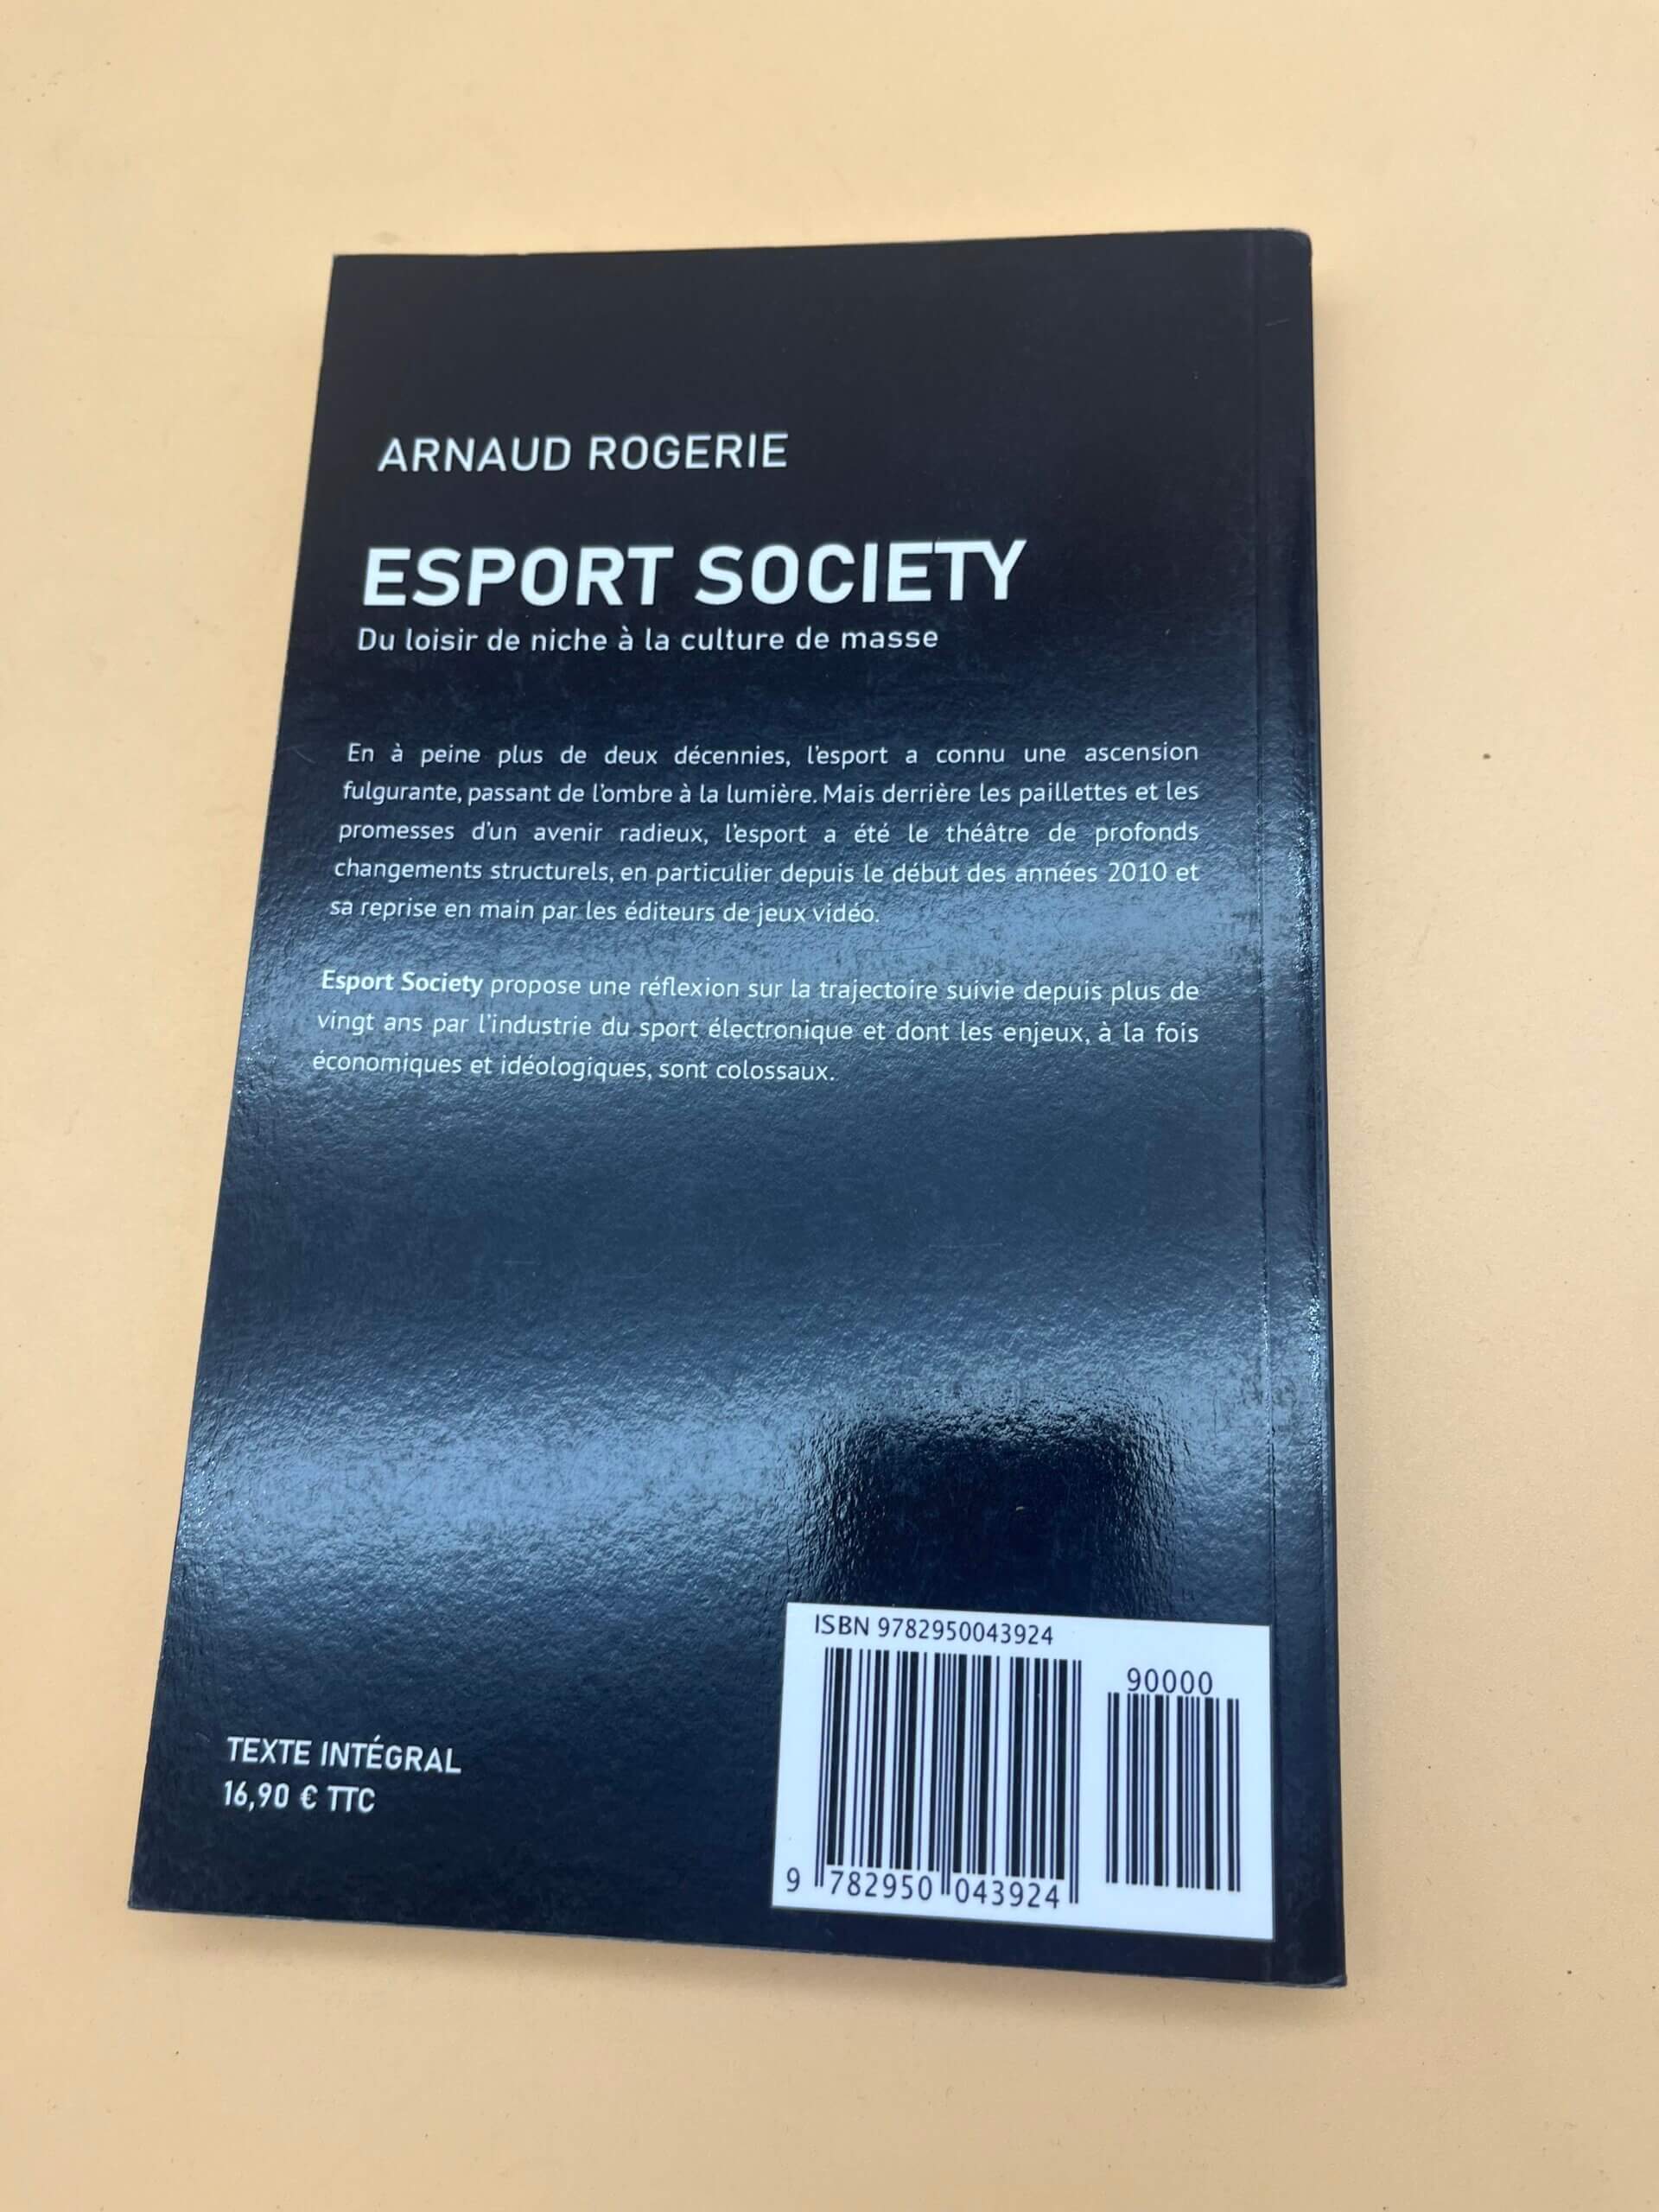 ARNAUD ROGERIE
ESPORT SOCIETY
Du loisir de niche à la culture de masse
En à peine plus de deux décennies, l'esport a connu une ascension
fulgurante, passant de l'ombre à la lumière. Mais derrière les paillettes et les
promesses d'un avenir radieux, l'esport a été le théâtre de profonds
changements structurels, en particulier depuis le début des années 2010 et
sa reprise en main par les éditeurs de jeux vidéo.
Esport Society propose une réflexion sur la trajectoire suivie depuis plus de
vingt ans par l'industrie du sport électronique et dont les enjeux, à la fois
économiques et idéologiques, sont colossaux.
TEXTE INTÉGRAL
16,90 € TTC
ISBN 9782950043924
90000
9 782950 043924